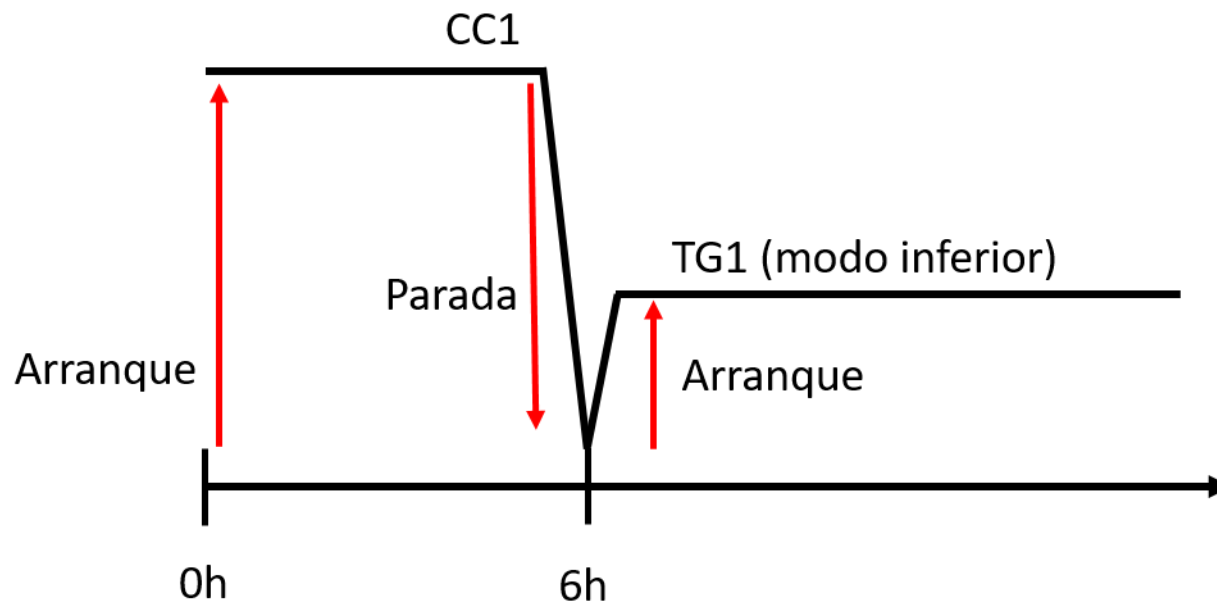 CC1
TG1 (modo inferior)
Parada
Arranque
Arranque
0h
6h